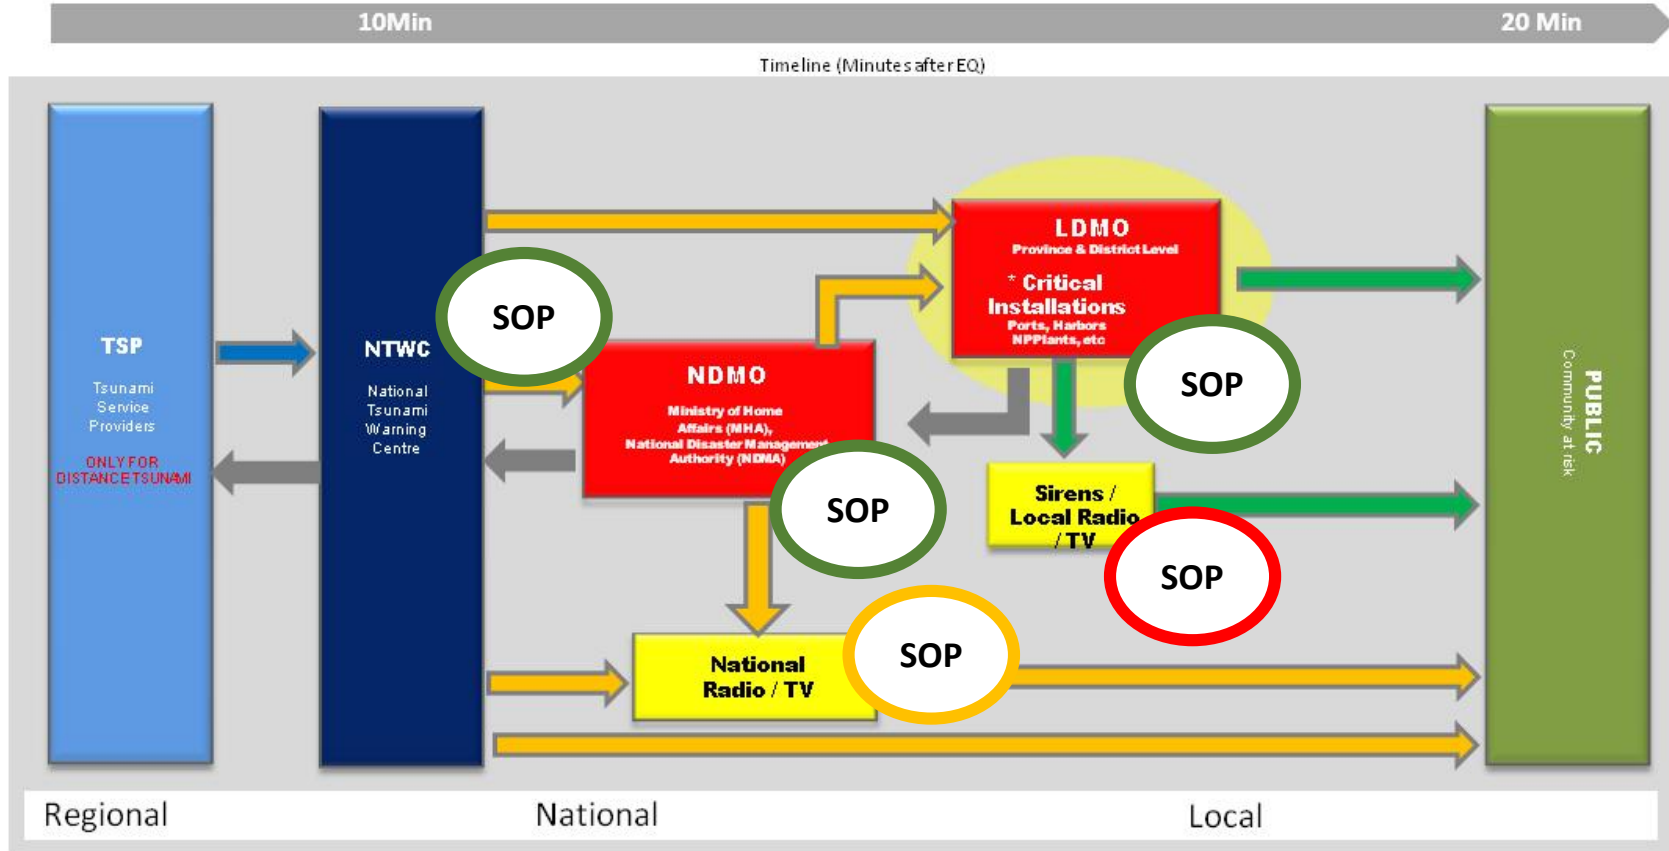 10Min
20 Min
Timeline (Minutes after EQ)
TSP
Tsunami
Service
Providers
ONLY FOR
DISTANCE TSUNAMI
NTWC
National
Tsunami
Warning
Centre
SOP
NDMO
Ministry of Home
Affairs (MHA),
National Disaster Management
Authority (NDMA)
SOP
LDMO
Province & District Level
* Critical
Installations
Ports, Harbors
NPPlants, etc
SOP
Sirens /
Local Radio
/ TV
SOP
National
Radio / TV
SOP
PUBLIC
Community at risk
Regional
National
Local